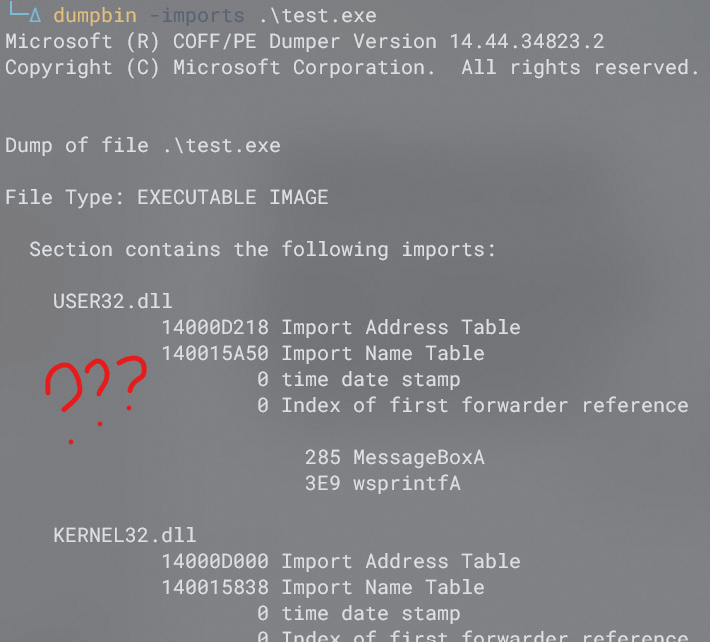 └─Δ dumpbin -imports .\test.exe
Microsoft (R) COFF/PE Dumper Version 14.44.34823.2
Copyright (C) Microsoft Corporation.  All rights reserved.
Dump of file .\test.exe
File Type: EXECUTABLE IMAGE
Section contains the following imports:
USER32.dll
14000D218 Import Address Table
140015A50 Import Name Table
0 time date stamp
0 Index of first forwarder reference
???
285 MessageBoxA
3E9 wsprintfA
KERNEL32.dll
14000D000 Import Address Table
140015838 Import Name Table
0 time date stamp
0 Index of first forwarder reference